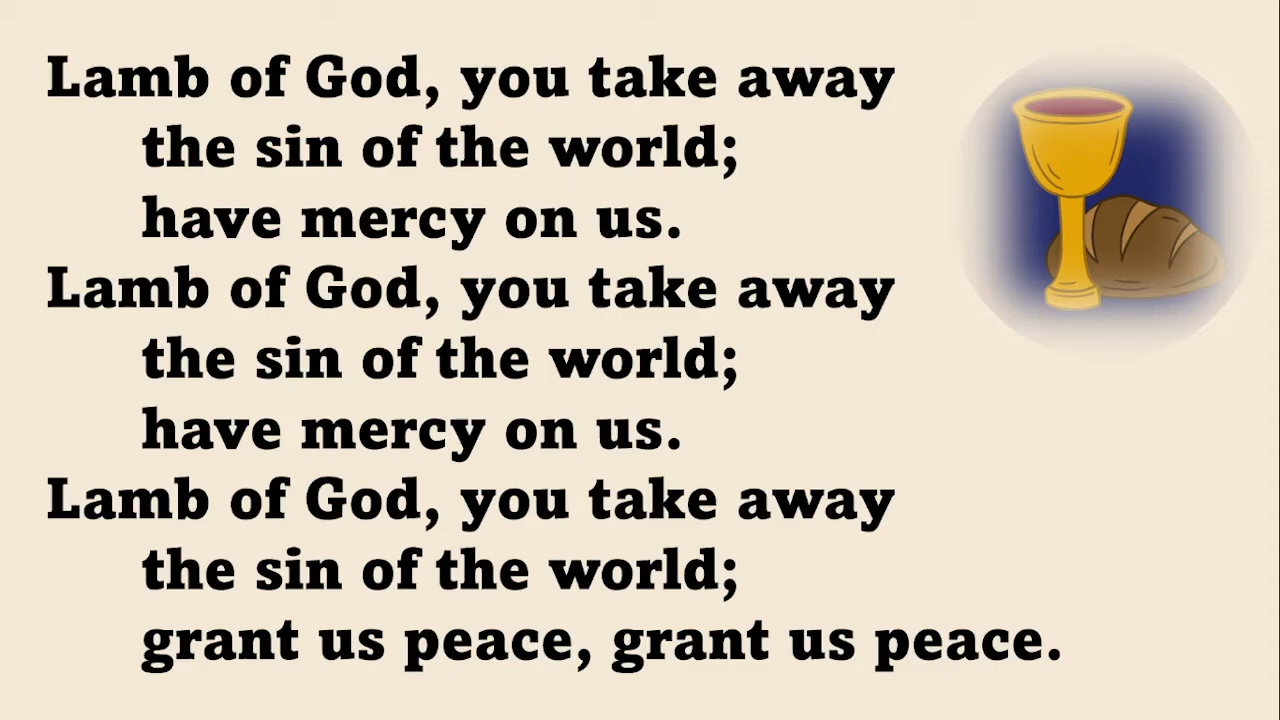 Lamb of God, you take away
the sin of the world;
have mercy on us.
Lamb of God, you take away
the sin of the world;
have mercy on us.
Lamb of God, you take away
the sin of the world;
grant us peace, grant us peace.